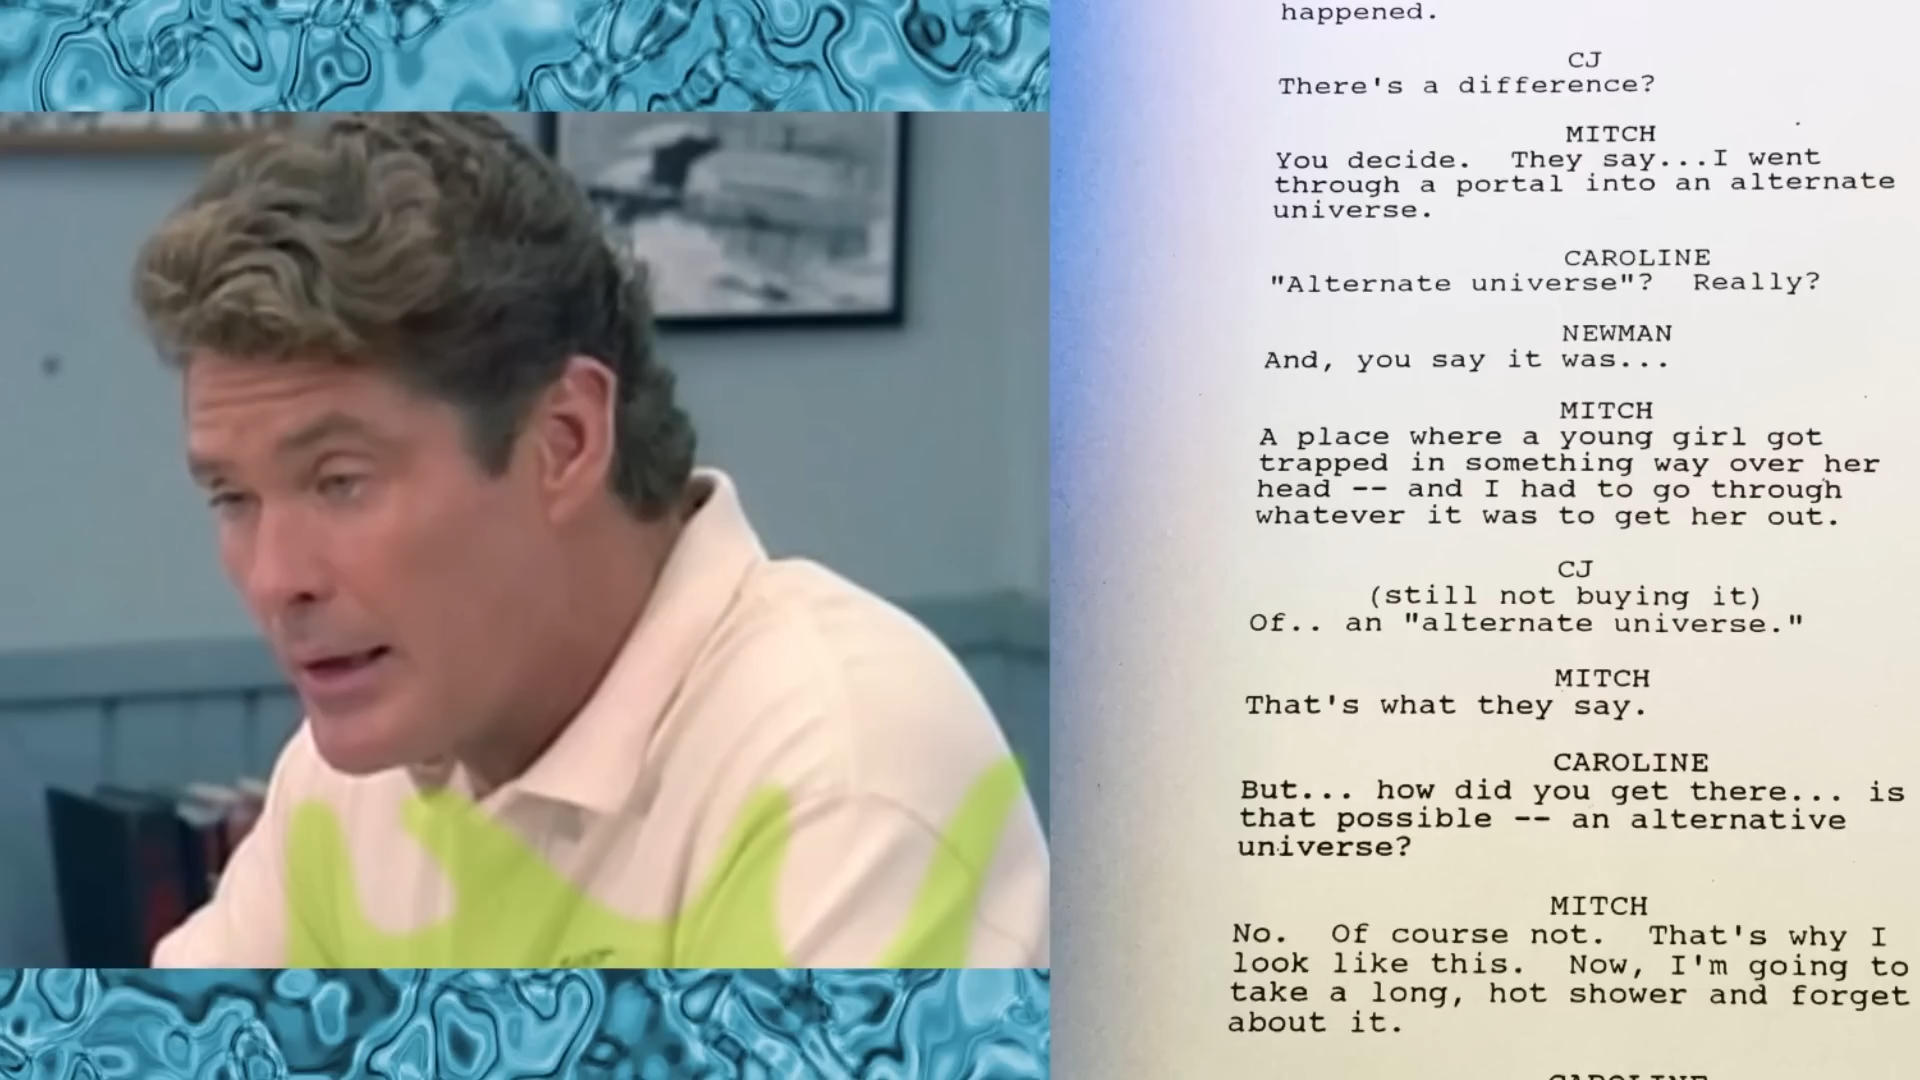 happened.
CJ
There's a difference?
MITCH
You decide.  They say...I went
through a portal into an alternate
universe.
CAROLINE
"Alternate universe"?  Really?
NEWMAN
And, you say it was...
MITCH
A place where a young girl got
trapped in something way over her
head -- and I had to go through
whatever it was to get her out.
CJ
(still not buying it)
Of.. an "alternate universe."
MITCH
That's what they say.
CAROLINE
But... how did you get there... is
that possible -- an alternative
universe?
MITCH
No.  Of course not.  That's why I
look like this.  Now, I'm going to
take a long, hot shower and forget
about it.
CAROLINE